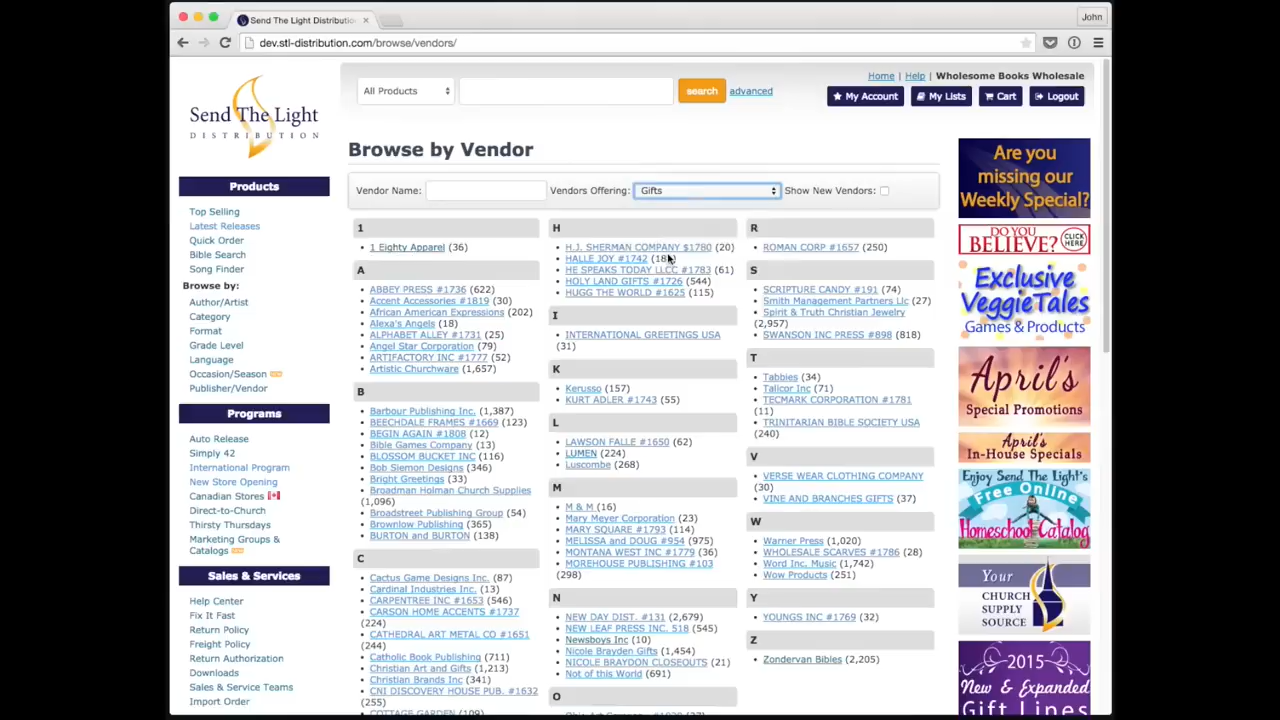 Send The Light Distributio
John
dev.stl-distribution.com/browse/vendors/
Send The Light
DISTRIBUTION
All Products
search
advanced
Home | Help | Wholesome Books Wholesale
My Account
My Lists
Cart
Logout
Products
Top Selling
Latest Releases
Quick Order
Bible Search
Song Finder
Browse by:
Author/Artist
Category
Format
Grade Level
Language
Occasion/Season
Publisher/Vendor
Programs
Auto Release
Simply 42
International Program
New Store Opening
Canadian Stores
Direct-to-Church
Thirsty Thursdays
Marketing Groups &
Catalogs
Sales & Services
Help Center
Fix It Fast
Return Policy
Freight Policy
Return Authorization
Downloads
Sales & Service Teams
Import Order
Browse by Vendor
Vendor Name:
Vendors Offering:
Gifts
Show New Vendors:
1
1 Eighty Apparel (36)
A
ABBEY PRESS #1736 (622)
Accent Accessories #1819 (30)
African American Expressions (202)
Alexa's Angels (18)
ALPHABET ALLEY #1731 (25)
Angel Star Corporation (79)
ARTIFACTORY INC #1777 (52)
Artistic Churchware (1,657)
B
Barbour Publishing Inc. (1,387)
BEECHDALE FRAMES #1669 (123)
BEGIN AGAIN #1808 (12)
Bible Games Company (13)
BLOSSOM BUCKET INC (116)
Bob Siemon Designs (346)
Bright Greetings (33)
Broadman Holman Church Supplies
(1,096)
Broadstreet Publishing Group (54)
Brownlow Publishing (365)
BURTON and BURTON (138)
C
Cactus Game Designs Inc. (87)
Cardinal Industries Inc. (13)
CARPENTREE INC #1653 (546)
CARSON HOME ACCENTS #1737
(224)
CATHEDRAL ART METAL CO #1651
(244)
Catholic Book Publishing (711)
Christian Art and Gifts (1,213)
Christian Brands Inc (341)
CNI DISCOVERY HOUSE PUB. #1632
(255)
COTTAGE GARDEN (109)
H
H.J. SHERMAN COMPANY $1780 (20)
HALLE JOY #1742
HE SPEAKS TODAY LLCC #1783 (61)
HOLY LAND GIFTS #1726 (544)
HUGG THE WORLD #1625 (115)
I
INTERNATIONAL GREETINGS USA
(31)
K
Kerusso (157)
KURT ADLER #1743 (55)
L
LAWSON FALLE #1650 (62)
LUMEN (224)
Luscombe (268)
M
M & M (16)
Mary Meyer Corporation (23)
MARY SQUARE #1793 (114)
MELISSA and DOUG #954 (975)
MONTANA WEST INC #1779 (36)
MOREHOUSE PUBLISHING #103
(298)
N
NEW DAY DIST. #131 (2,679)
NEW LEAF PRESS INC. 518 (545)
Newsboys Inc (10)
Nicole Brayden Gifts (1,454)
NICOLE BRAYDON CLOSEOUTS (21)
Not of this World (691)
O
R
ROMAN CORP #1657 (250)
S
SCRIPTURE CANDY #191 (74)
Smith Management Partners Llc (27)
Spirit & Truth Christian Jewelry
(2,957)
SWANSON INC PRESS #898 (818)
T
Tabbies (34)
Talicor Inc (71)
TECMARK CORPORATION #1781
(11)
TRINITARIAN BIBLE SOCIETY USA
(240)
V
VERSE WEAR CLOTHING COMPANY
(30)
VINE AND BRANCHES GIFTS (37)
W
Warner Press (1,020)
WHOLESALE SCARVES #1786 (28)
Word Inc. Music (1,742)
Wow Products (251)
Y
YOUNGS INC #1769 (32)
Z
Zondervan Bibles (2,205)
Are you
missing our
Weekly Special?
DO YOU
BELIEVE?
CLICK
HERE
Exclusive
VeggieTales
Games & Products
April's
Special Promotions
April's
In-House Specials
Enjoy Send The Light's
Free Online
Homeschool Catalog
Your
CHURCH
SUPPLY
SOURCE
2015
New & Expanded
Gift Lines